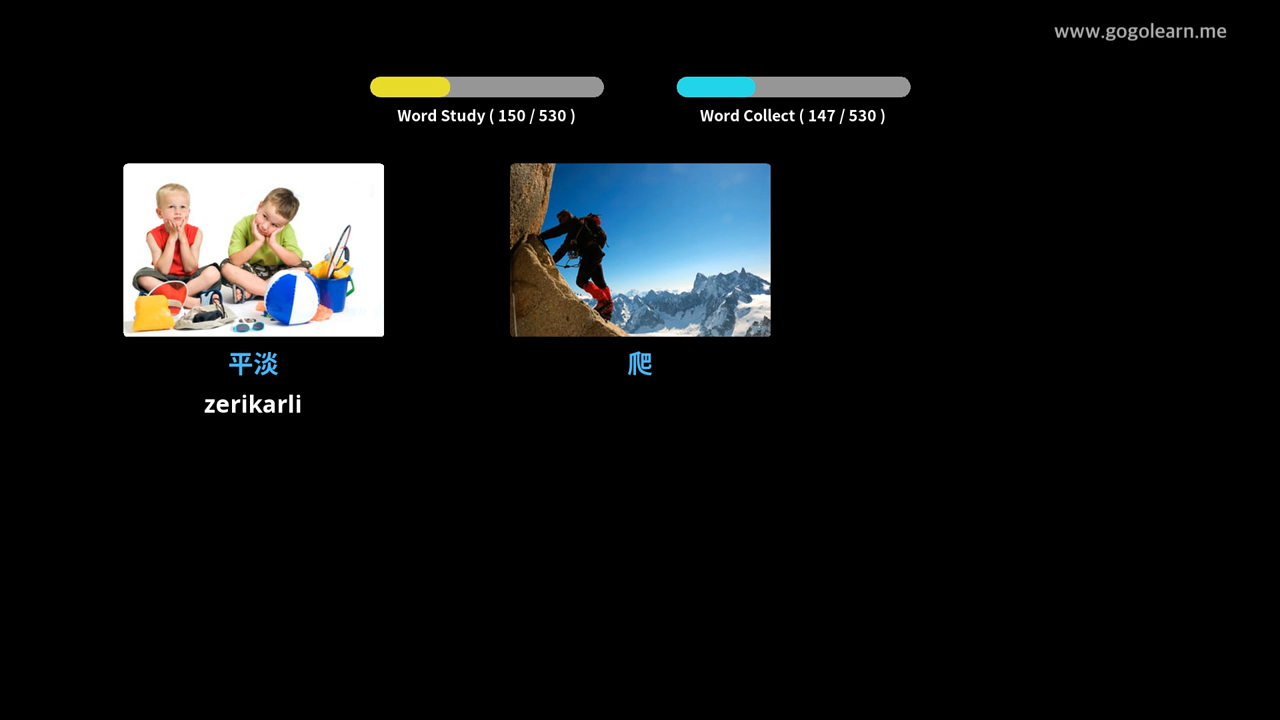 www.gogolearn.me
Word Study ( 150 / 530 )
Word Collect ( 147 / 530 )
平淡
zerikarli
爬